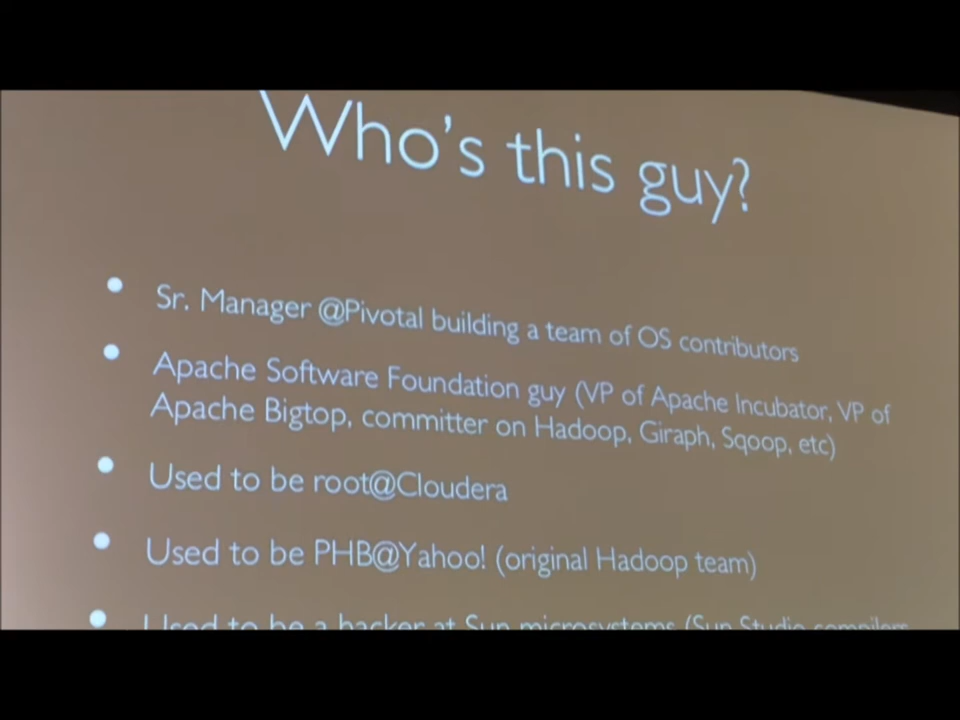 Who's this guy?
• Sr. Manager @Pivotal building a team of OS contributors
• Apache Software Foundation guy (VP of Apache Incubator, VP of
Apache Bigtop, committer on Hadoop, Giraph, Sqoop, etc)
• Used to be root@Cloudera
• Used to be PHB@Yahoo! (original Hadoop team)
• Used to be a hacker at Sun microsystems (Sun Studio compilers